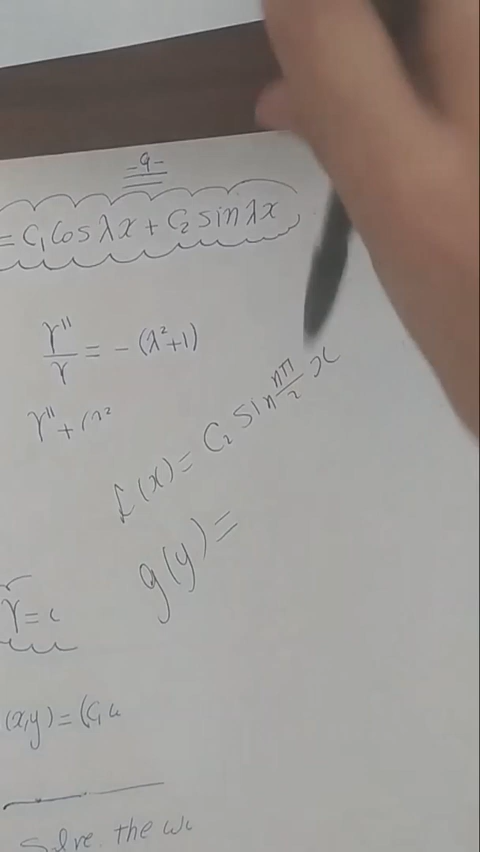 -9-
= C₁ Cos λx + C₂ sin λx
Y''/Y = - (λ²+1)
Y'' + (λ²
f(x) = C₂ sin nπ/2 x
g(y) =
Y = c
(x,y) = (C₁ c
Solve the